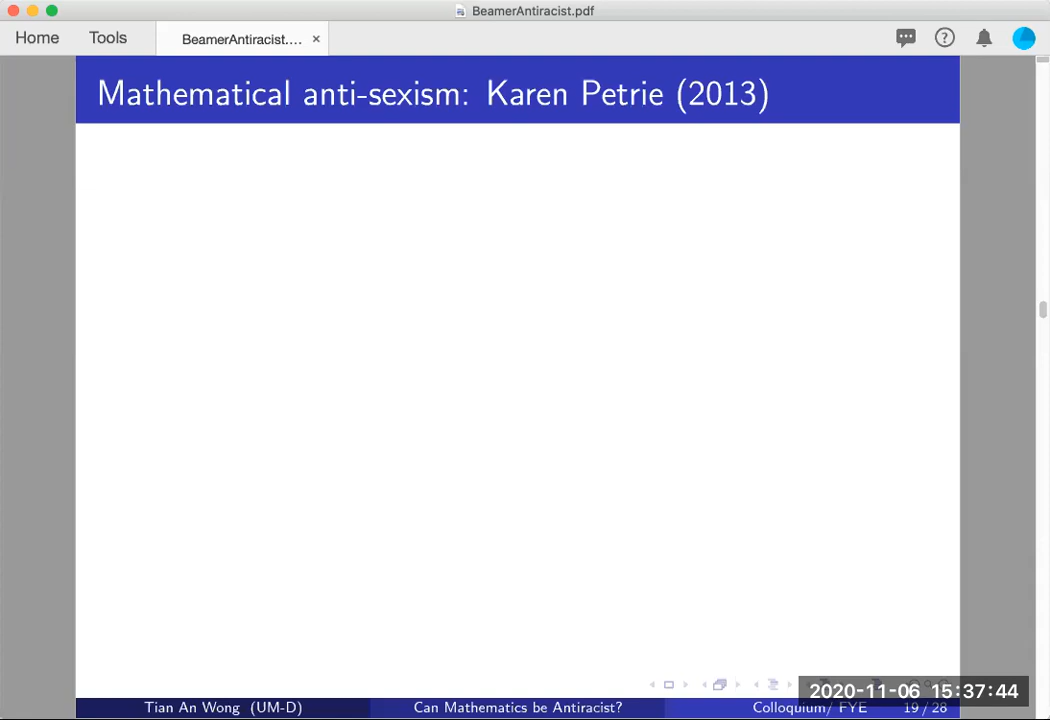 BeamerAntiracist.pdf
Home Tools BeamerAntiracist.... ×
Mathematical anti-sexism: Karen Petrie (2013)
2020-11-06 15:37:44
Tian An Wong (UM-D) Can Mathematics be Antiracist? Colloquium/ FYE 19 / 28